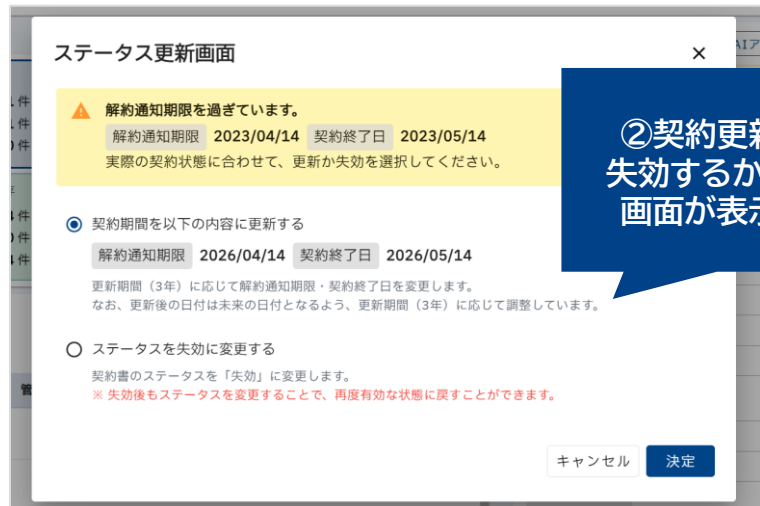 ステータス更新画面
×
AIア
解約通知期限を過ぎています。
解約通知期限 2023/04/14 契約終了日 2023/05/14
実際の契約状態に合わせて、更新か失効を選択してください。
②契約更新
失効するか
画面が表示
契約期間を以下の内容に更新する
解約通知期限 2026/04/14 契約終了日 2026/05/14
更新期間（3年）に応じて解約通知期限・契約終了日を変更します。
なお、更新後の日付は未来の日付となるよう、更新期間（3年）に応じて調整しています。
ステータスを失効に変更する
契約書のステータスを「失効」に変更します。
※ 失効後もステータスを変更することで、再度有効な状態に戻すことができます。
キャンセル 決定